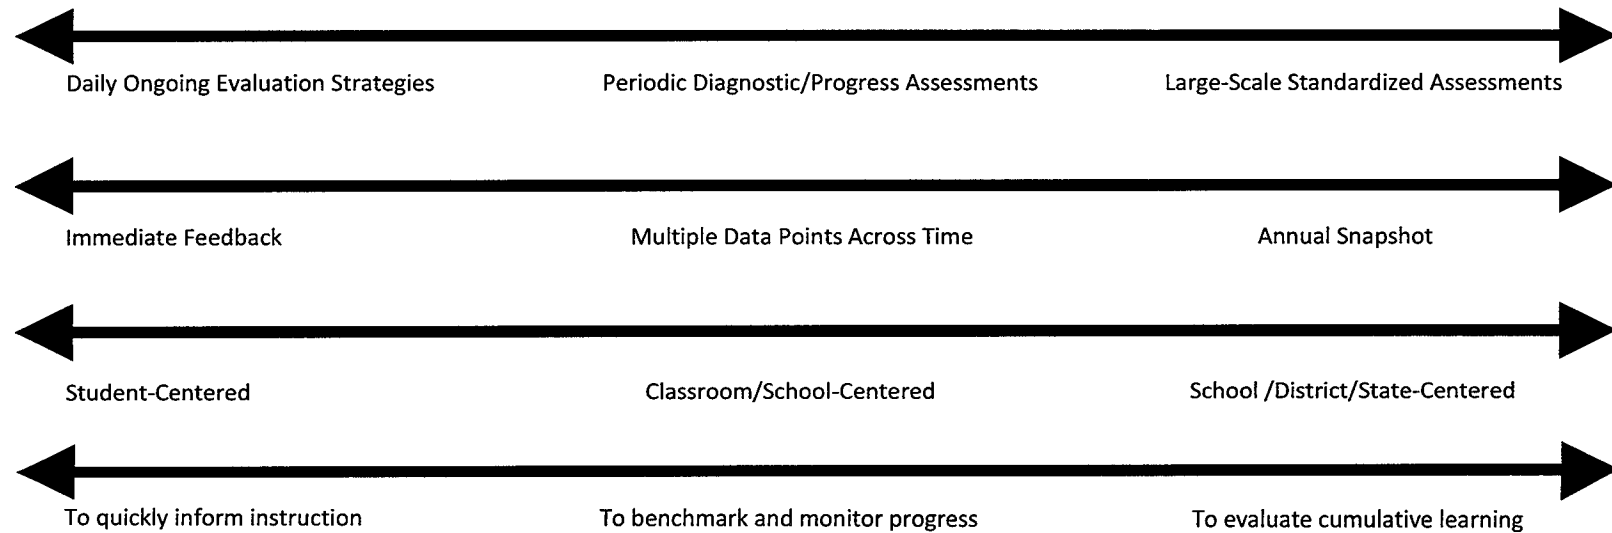 Daily Ongoing Evaluation Strategies Periodic Diagnostic/Progress Assessments Large-Scale Standardized Assessments
Immediate Feedback Multiple Data Points Across Time Annual Snapshot
Student-Centered Classroom/School-Centered School /District/State-Centered
To quickly inform instruction To benchmark and monitor progress To evaluate cumulative learning